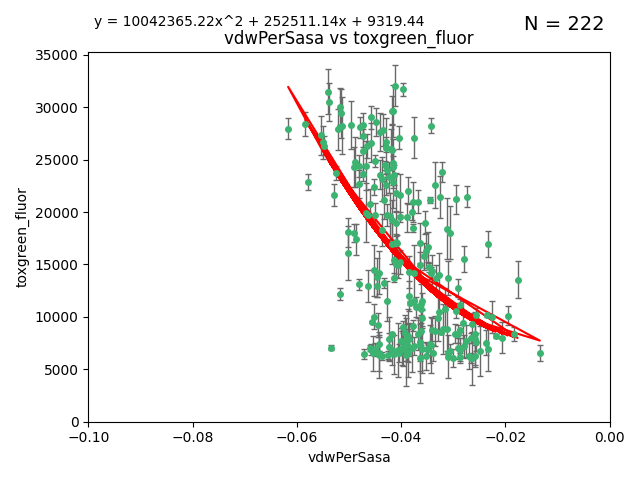 y = 10042365.22x^2 + 252511.14x + 9319.44
N = 222
vdwPerSasa vs toxgreen_fluor
35000
30000
25000
20000
15000
10000
5000
0
toxgreen_fluor
−0.10
−0.08
−0.06
−0.04
−0.02
0.00
vdwPerSasa